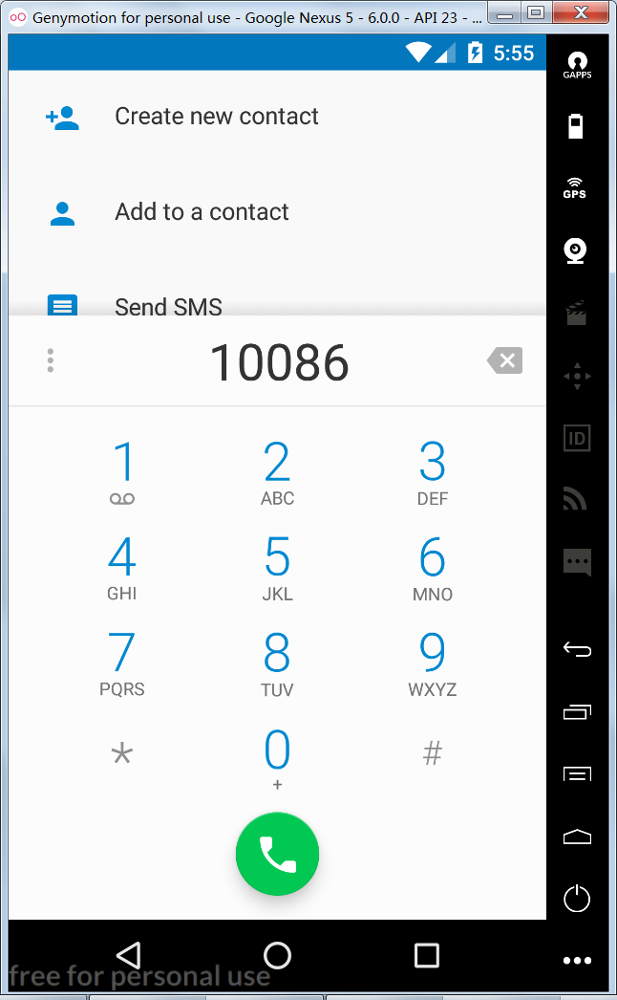 Genymotion for personal use - Google Nexus 5 - 6.0.0 - API 23 - ...
5:55
GAPPS
Create new contact
GPS
Add to a contact
Send SMS
10086
ID
1 2 3
ABC DEF
4 5 6
GHI JKL MNO
7 8 9
PQRS TUV WXYZ
* 0 #
+
free for personal use